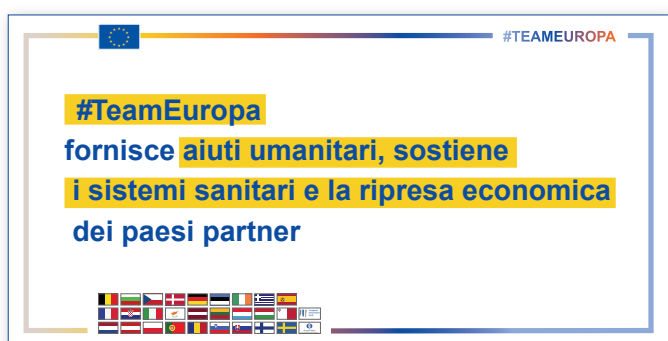 #TEAMEUROPA
#TeamEuropa
fornisce aiuti umanitari, sostiene
i sistemi sanitari e la ripresa economica
dei paesi partner